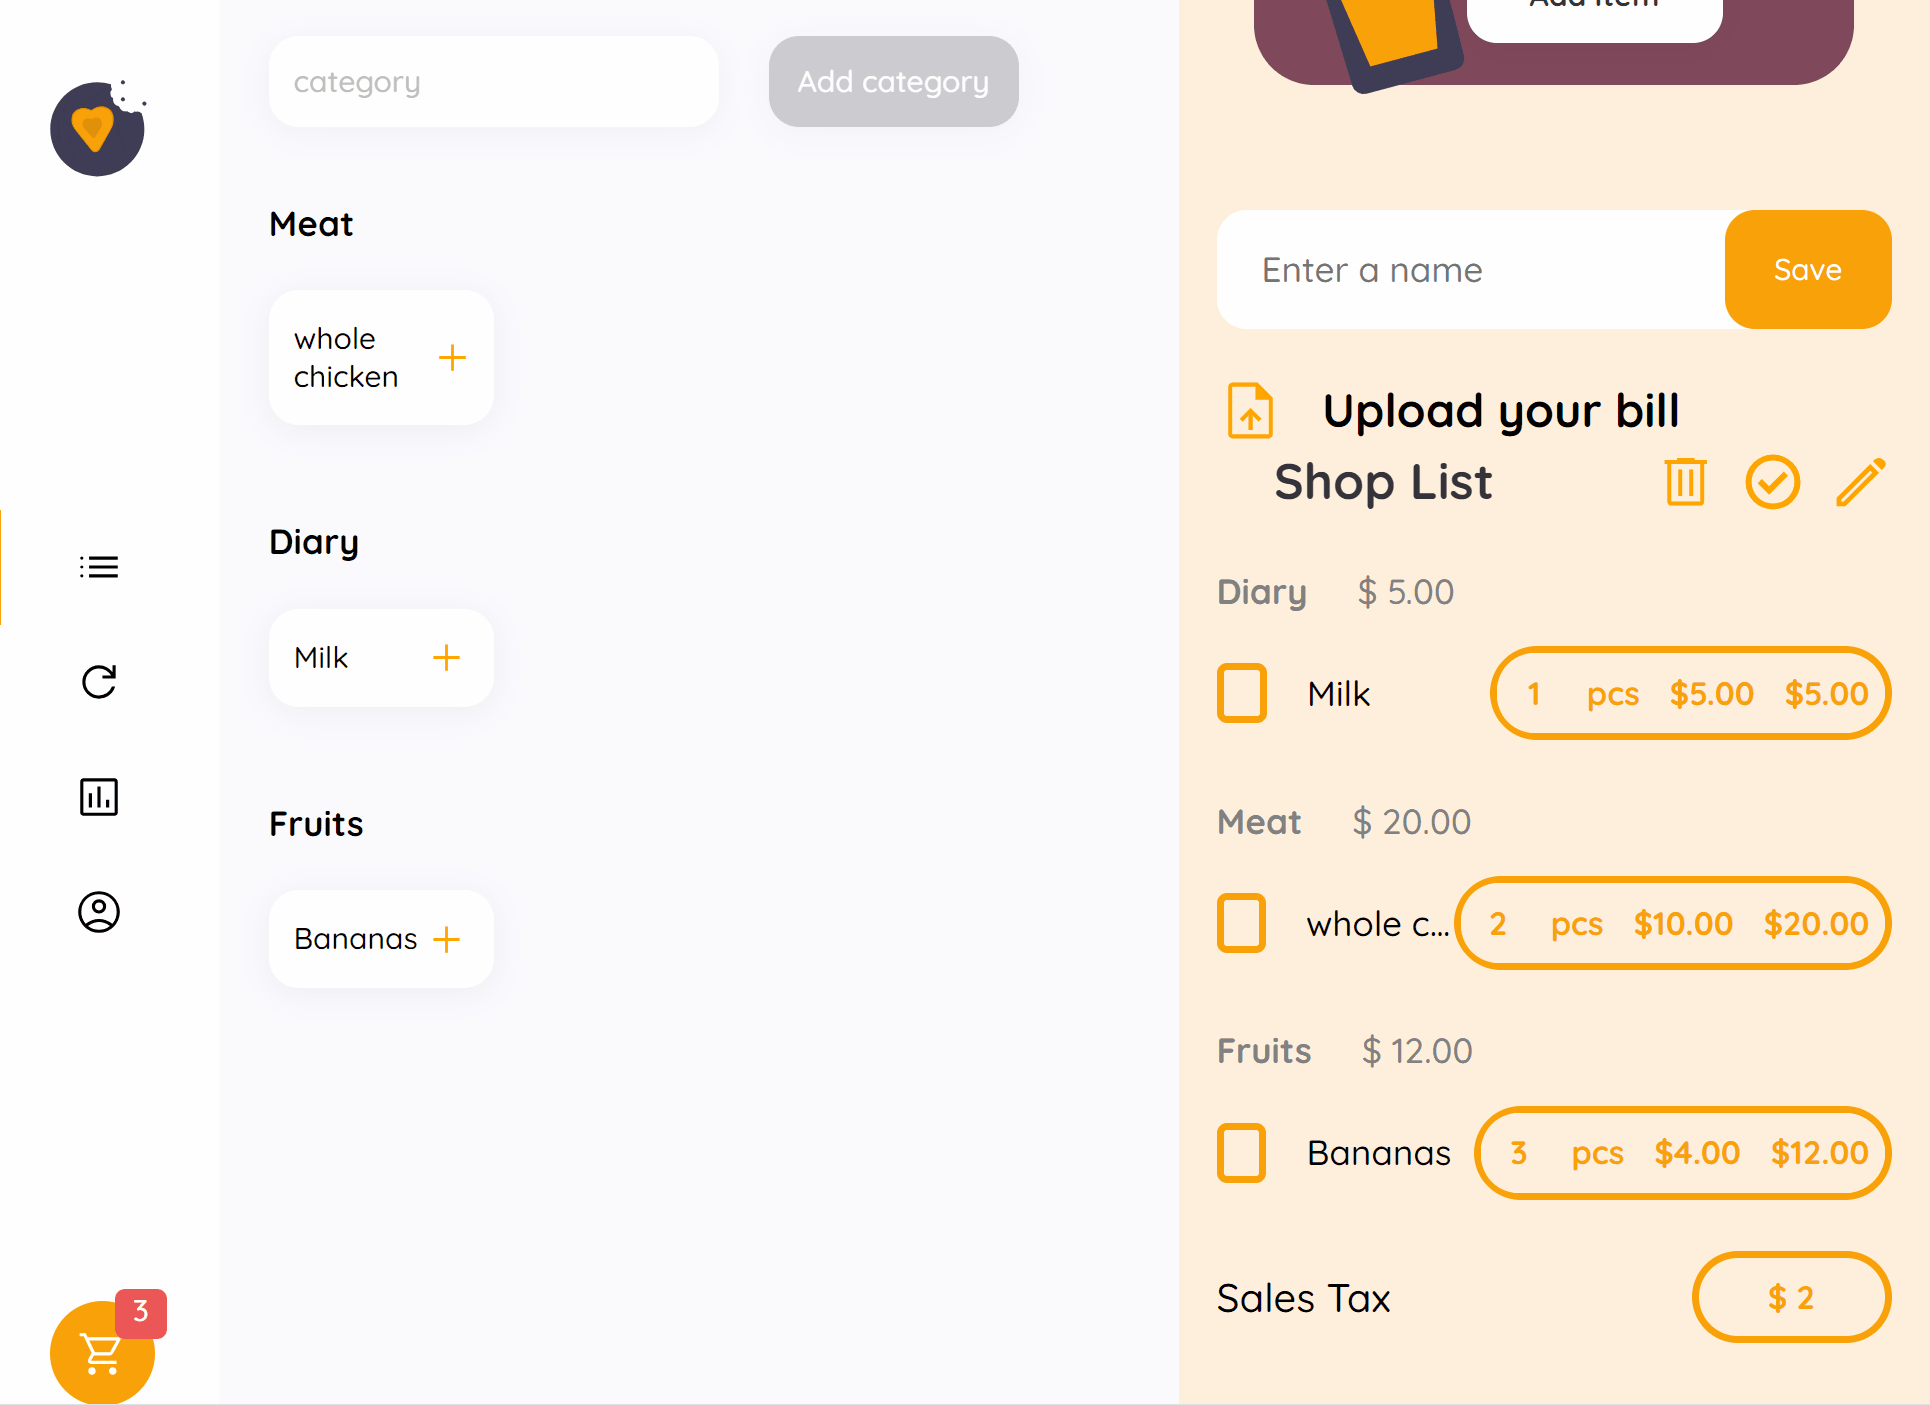 category
Add category
Meat
whole
chicken
Diary
Milk
Fruits
Bananas
3
Add item
Enter a name
Save
Upload your bill
Shop List
Diary $ 5.00
Milk 1 pcs $5.00 $5.00
Meat $ 20.00
whole c... 2 pcs $10.00 $20.00
Fruits $ 12.00
Bananas 3 pcs $4.00 $12.00
Sales Tax $ 2